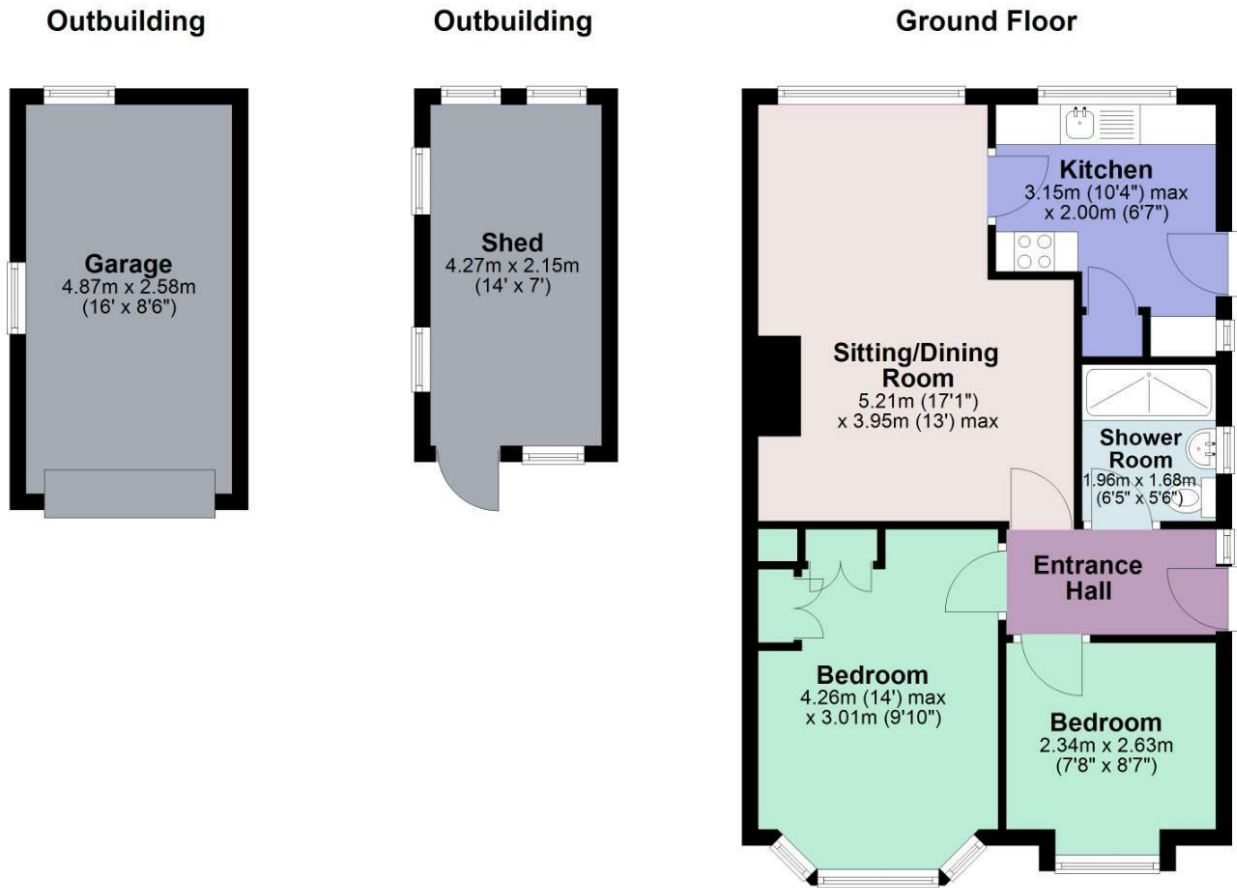 Outbuilding
Outbuilding
Ground Floor
Garage
4.87m x 2.58m
(16' x 8'6")
Shed
4.27m x 2.15m
(14' x 7')
Kitchen
3.15m (10'4") max
x 2.00m (6'7")
Sitting/Dining
Room
5.21m (17'1")
x 3.95m (13') max
Shower
Room
1.96m x 1.68m
(6'5" x 5'6")
Entrance
Hall
Bedroom
4.26m (14') max
x 3.01m (9'10")
Bedroom
2.34m x 2.63m
(7'8" x 8'7")